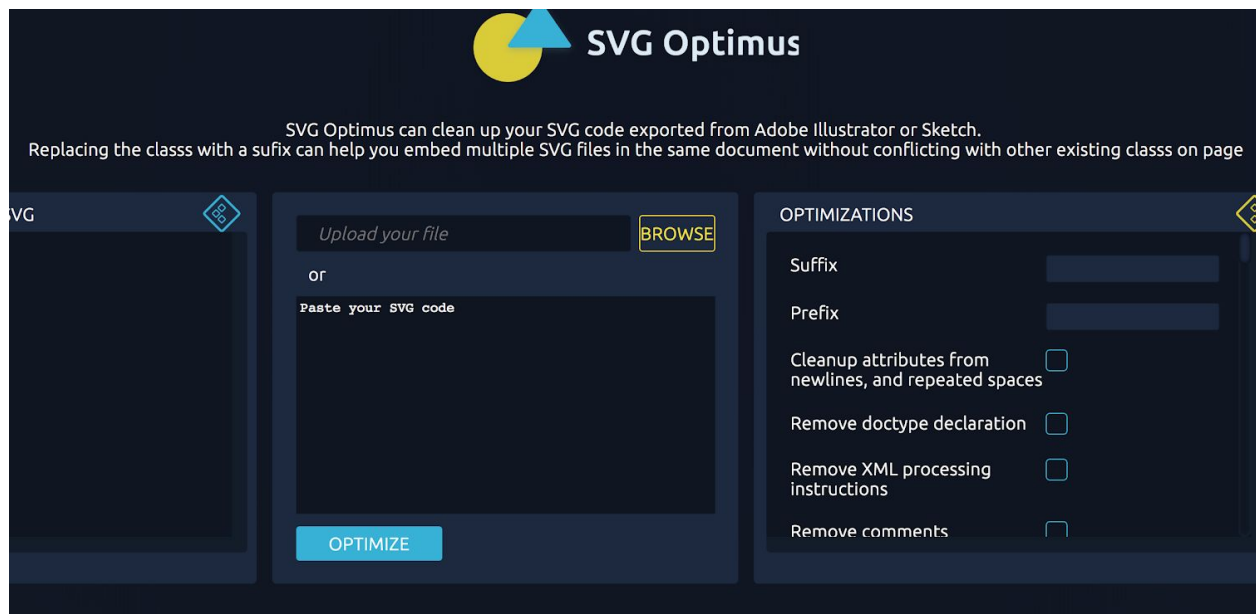 SVG Optimus
SVG Optimus can clean up your SVG code exported from Adobe Illustrator or Sketch.
Replacing the classs with a sufix can help you embed multiple SVG files in the same document without conflicting with other existing classs on page
SVG
Upload your file
BROWSE
or
Paste your SVG code
OPTIMIZE
OPTIMIZATIONS
Suffix
Prefix
Cleanup attributes from
newlines, and repeated spaces
Remove doctype declaration
Remove XML processing
instructions
Remove comments